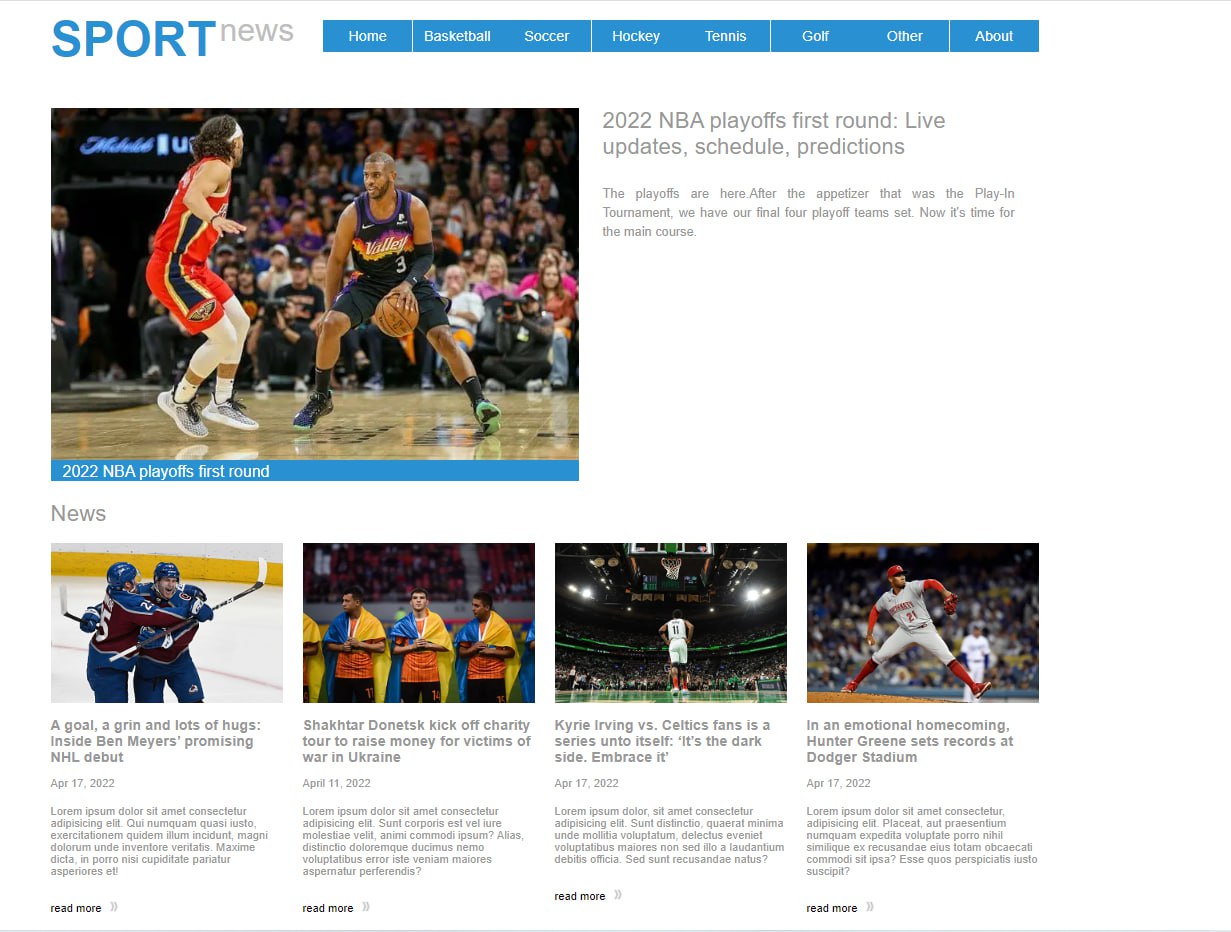 SPORT news
Home Basketball Soccer Hockey Tennis Golf Other About
2022 NBA playoffs first round: Live
updates, schedule, predictions
The playoffs are here.After the appetizer that was the Play-In
Tournament, we have our final four playoff teams set. Now it's time for
the main course.
Valley
3
2022 NBA playoffs first round
News
11
21
A goal, a grin and lots of hugs:
Inside Ben Meyers’ promising
NHL debut
Apr 17, 2022
Lorem ipsum dolor sit amet consectetur
adipisicing elit. Qui numquam quasi iusto,
exercitationem quidem illum incidunt, magni
dolorum unde inventore veritatis. Maxime
dicta, in porro nisi cupiditate pariatur
asperiores et!
read more
Shakhtar Donetsk kick off charity
tour to raise money for victims of
war in Ukraine
April 11, 2022
Lorem ipsum dolor sit amet consectetur
adipisicing elit. Sunt corporis est vel iure
molestiae velit, animi commodi ipsum? Alias,
distinctio doloremque ducimus nemo
voluptatibus error iste veniam maiores
aspernatur perferendis?
read more
Kyrie Irving vs. Celtics fans is a
series unto itself: ‘It’s the dark
side. Embrace it’
Apr 17, 2022
Lorem ipsum dolor, sit amet consectetur
adipisicing elit. Sunt distinctio, quaerat minima
unde mollitia voluptatum, delectus eveniet
voluptatibus maiores non sed illo a laudantium
debitis officia. Sed sunt recusandae natus?
read more
In an emotional homecoming,
Hunter Greene sets records at
Dodger Stadium
Apr 17, 2022
Lorem ipsum dolor sit amet consectetur,
adipisicing elit. Placeat, aut praesentium
numquam expedita voluptate porro nihil
similique ex recusandae eius totam obcaecati
commodi sit ipsa? Esse quos perspiciatis iusto
suscipit?
read more